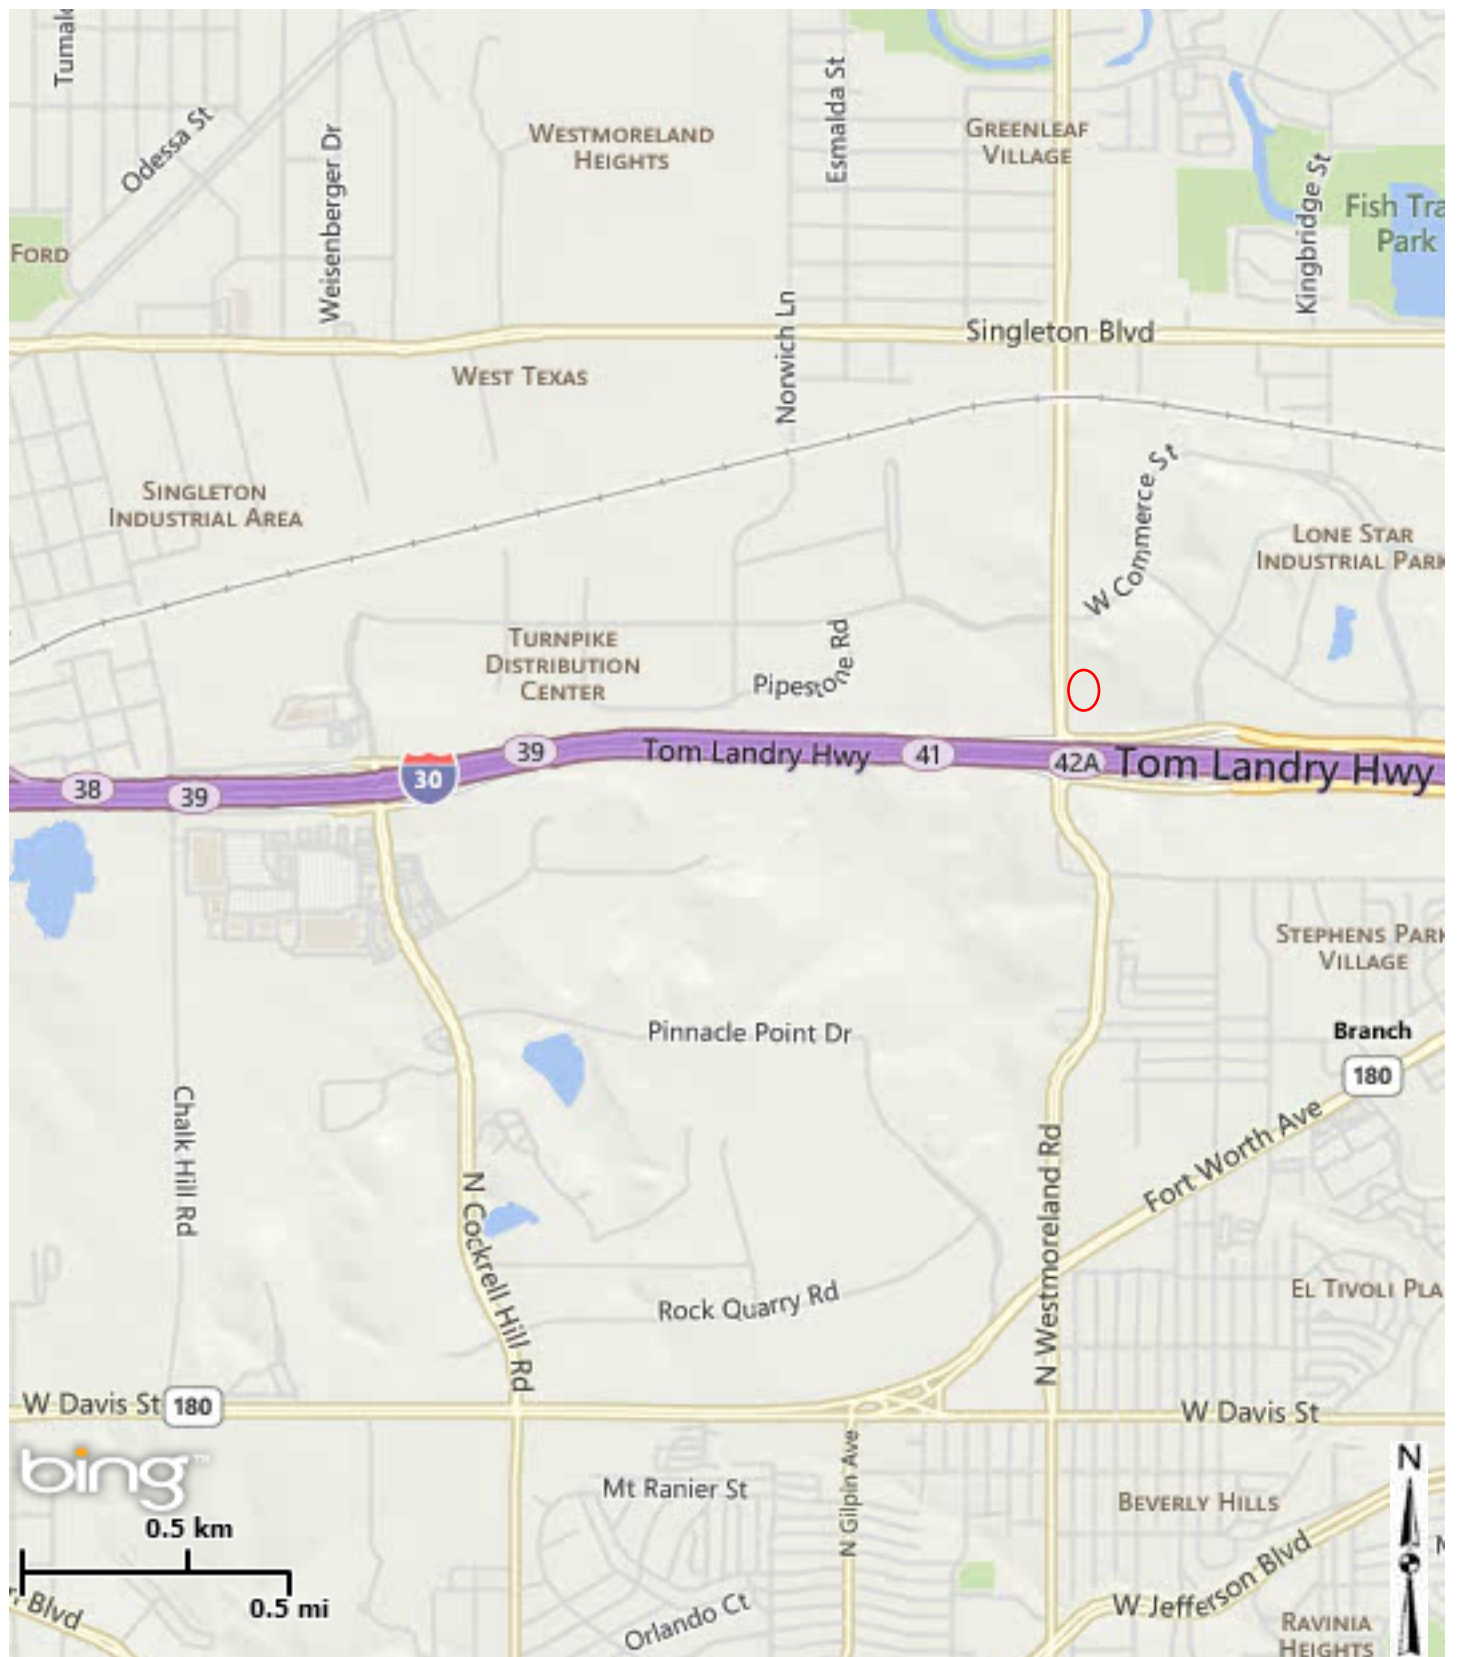 Odessa St
Weisenberger Dr
WESTMORELAND
HEIGHTS
Esmalda St
GREENLEAF
VILLAGE
Kingbridge St
Fish Tra
Park
FORD
Norwich Ln
Singleton Blvd
WEST TEXAS
SINGLETON
INDUSTRIAL AREA
W Commerce St
LONE STAR
INDUSTRIAL PARK
TURNPIKE
DISTRIBUTION
CENTER
Pipestone Rd
38
39
30
39
Tom Landry Hwy
41
42A
Tom Landry Hwy
STEPHENS PARK
VILLAGE
Pinnacle Point Dr
Branch
180
Chalk Hill Rd
N Cockrell Hill Rd
N Westmoreland Rd
Fort Worth Ave
Rock Quarry Rd
EL TIVOLI PLA
W Davis St
180
W Davis St
bing™
Mt Ranier St
N Gilpin Ave
BEVERLY HILLS
N
0.5 km
0.5 mi
Blvd
Orlando Ct
W Jefferson Blvd
RAVINIA
HEIGHTS